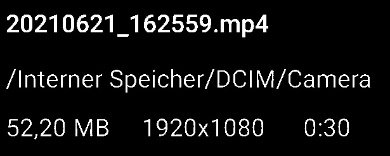 20210621_162559.mp4
/Interner Speicher/DCIM/Camera
52,20 MB 1920x1080 0:30